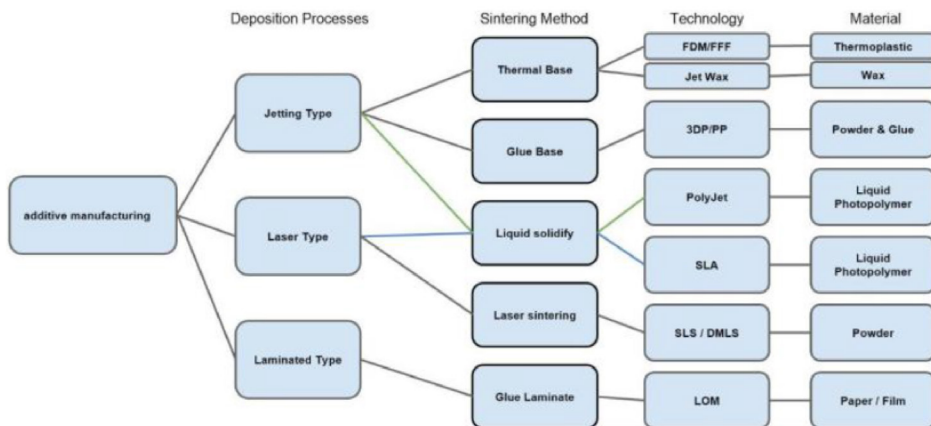 Deposition Processes
Sintering Method
Technology
Material
additive manufacturing
Jetting Type
Laser Type
Laminated Type
Thermal Base
Glue Base
Liquid solidify
Laser sintering
Glue Laminate
FDM/FFF
Jet Wax
3DP/PP
PolyJet
SLA
SLS / DMLS
LOM
Thermoplastic
Wax
Powder & Glue
Liquid
Photopolymer
Liquid
Photopolymer
Powder
Paper / Film